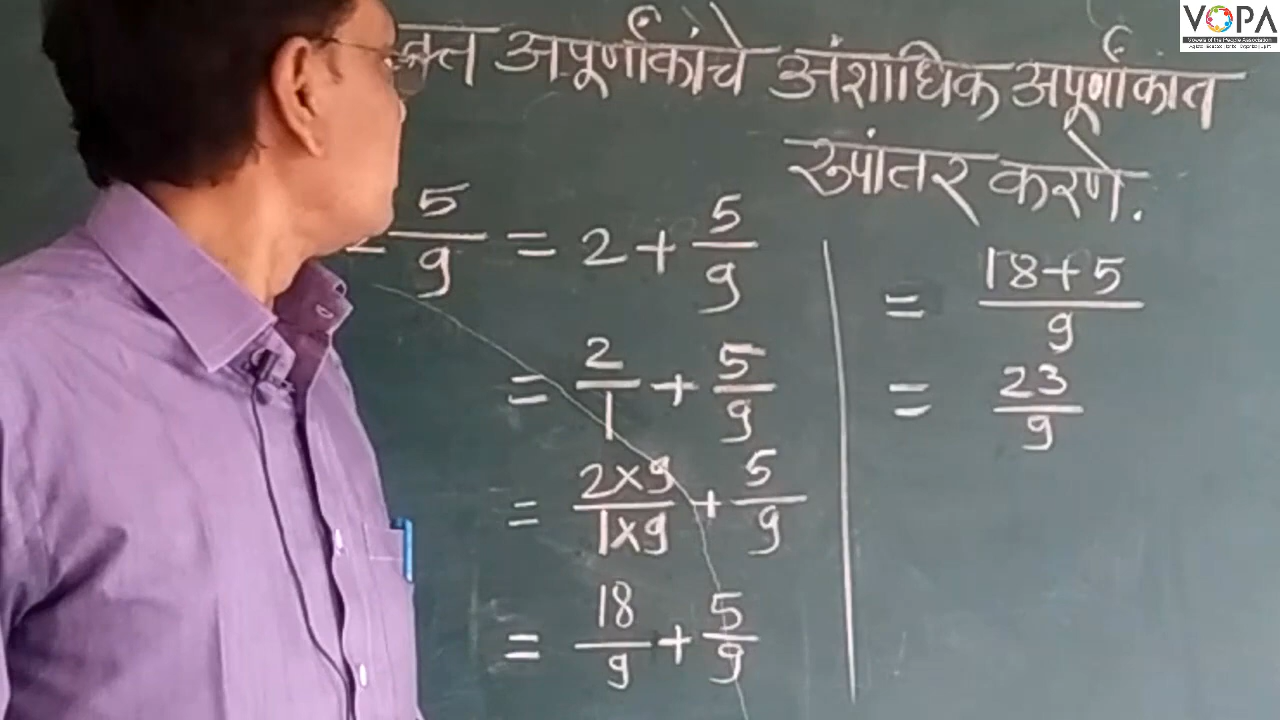 अपूर्णांकांचे अंशाधिक अपूर्णांकात
रुपांतर करणे.
5/9 = 2 + 5/9
= 2/1 + 5/9
= 2×9/1×9 + 5/9
= 18/9 + 5/9
= 18+5/9
= 23/9
VOPA